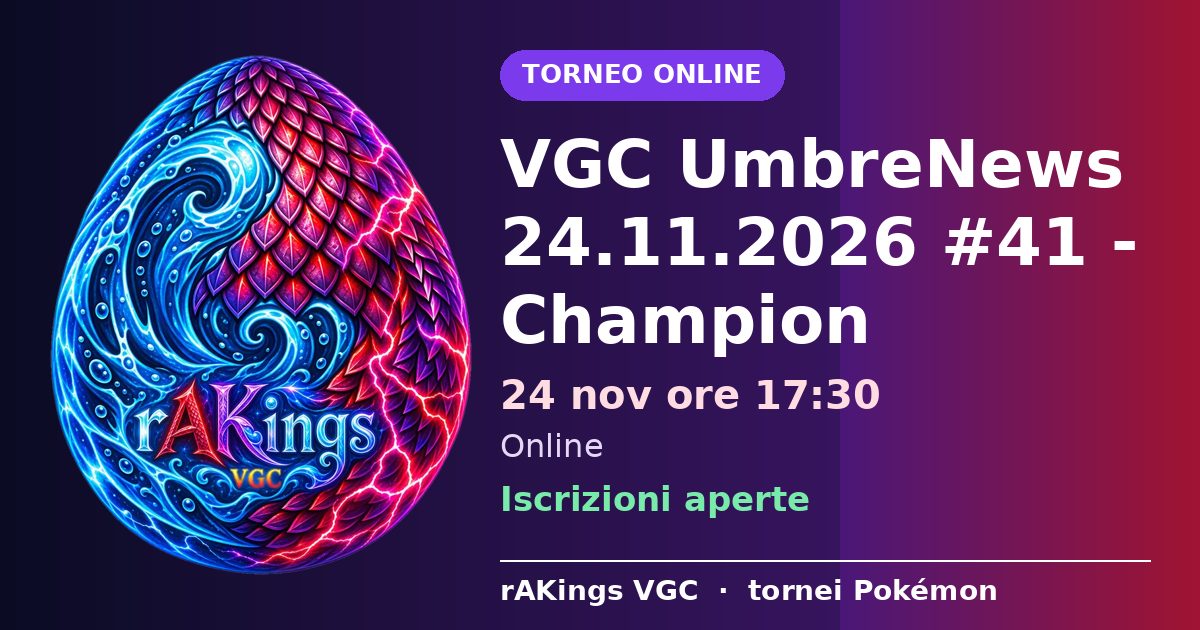 TORNEO ONLINE
VGC UmbreNews
24.11.2026 #41 -
Champion
24 nov ore 17:30
Online
Iscrizioni aperte
rAKings
VGC
rAKings VGC · tornei Pokémon